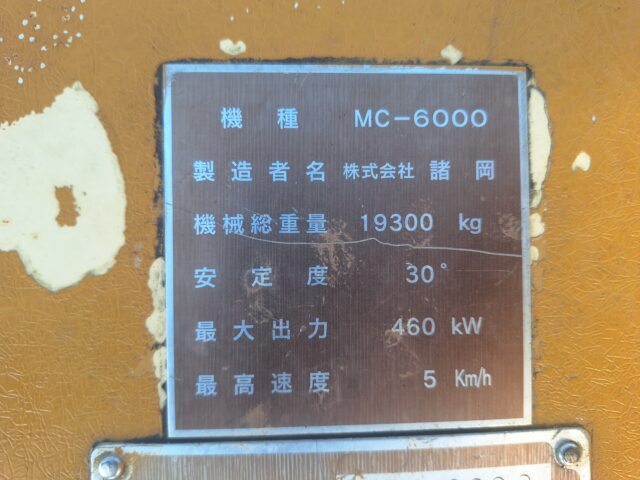 機種 MC-6000
製造者名 株式会社 諸岡
機械総重量 19300 kg
安定度 30°
最大出力 460 kW
最高速度 5 Km/h